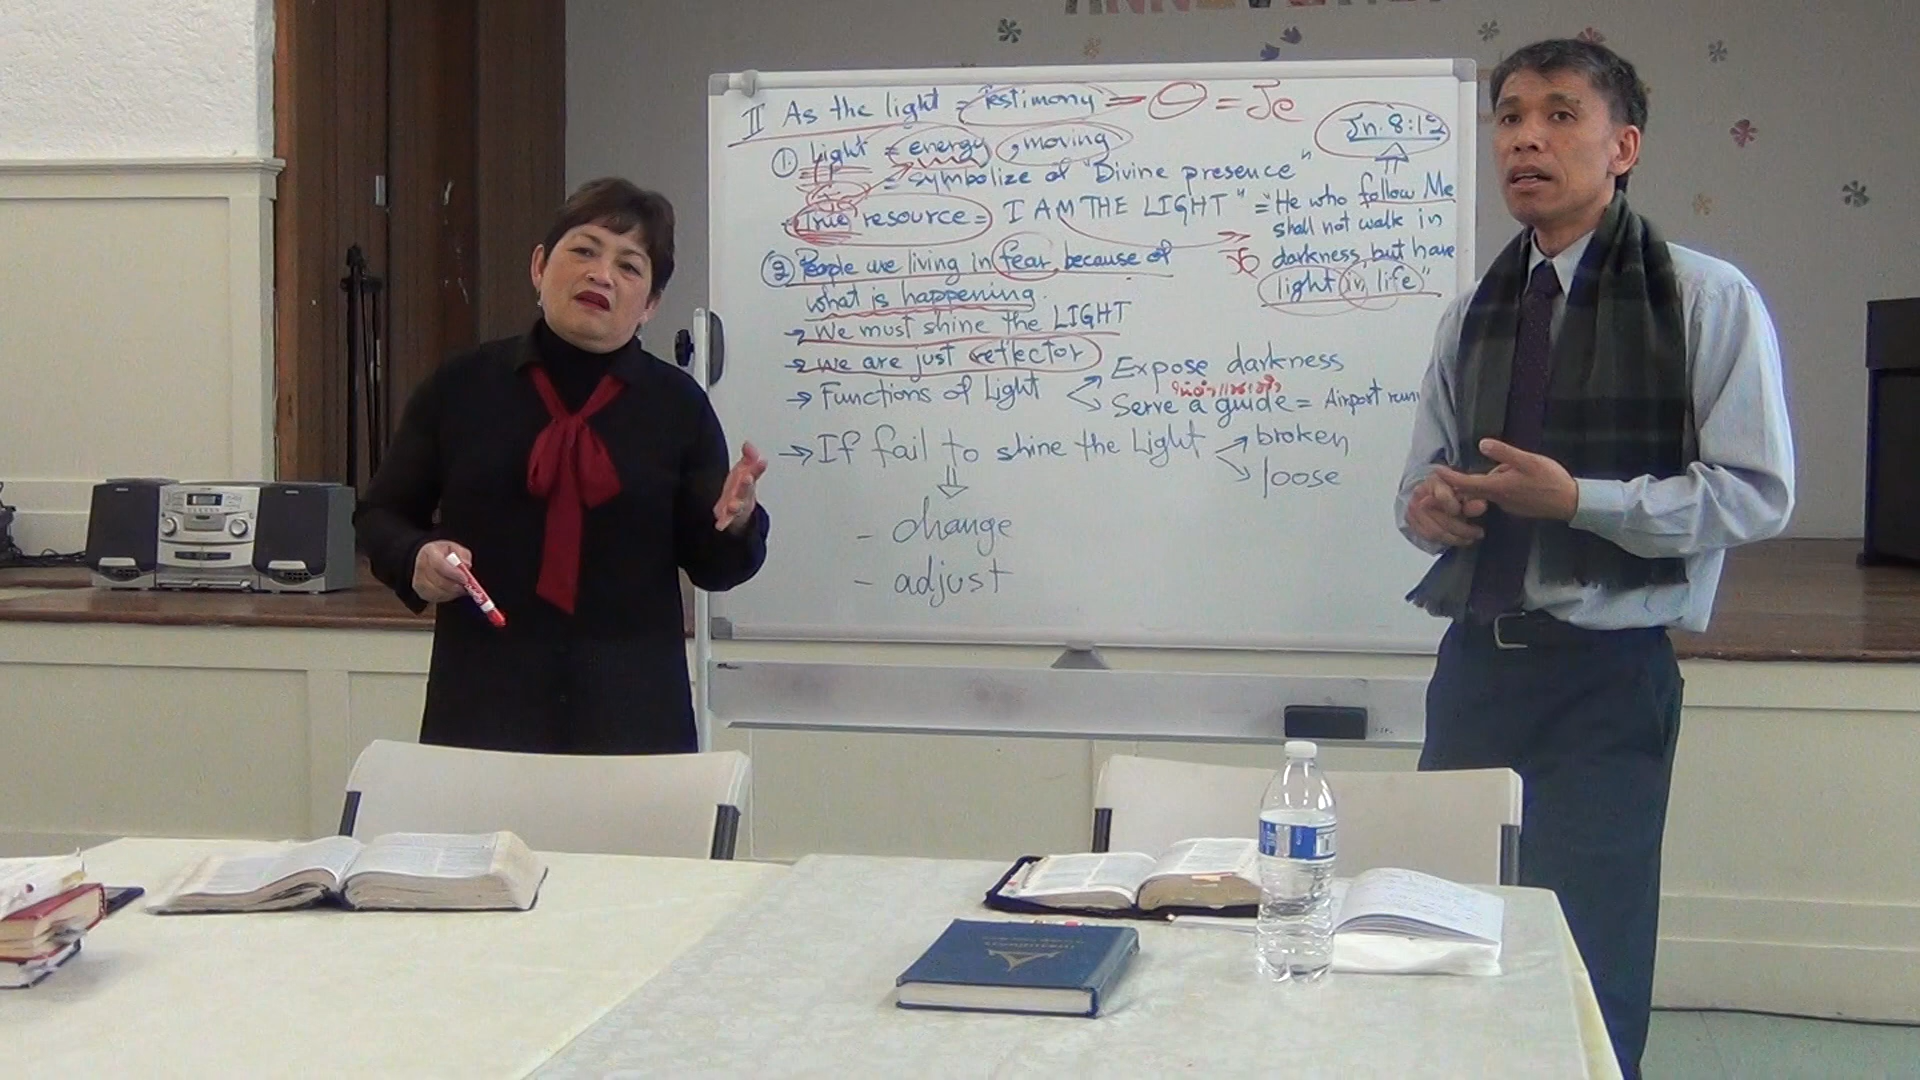 II As the light = Testimony = Θ = Je
Jn. 8:12
1. Light = energy, moving
= symbolize of "Divine presence"
True resource = I AM THE LIGHT" = "He who follow Me
shall not walk in
darkness, but have
light in life"
2 People are living in fear, because of
what is happening.
→ We must shine the LIGHT
→ we are just reflector
→ Functions of Light
Expose darkness
Serve a guide = Airport
→ If fail to shine the Light
broken
loose
⇓
- change
- adjust